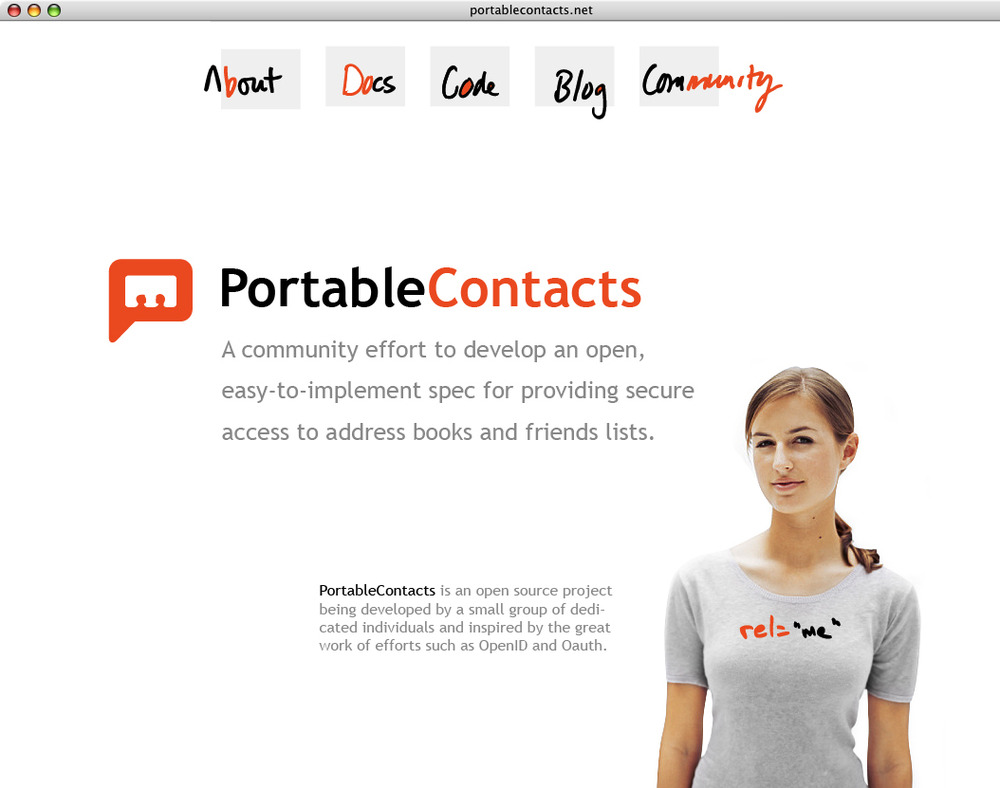 portablecontacts.net
About Docs Code Blog Community
PortableContacts
A community effort to develop an open,
easy-to-implement spec for providing secure
access to address books and friends lists.
PortableContacts is an open source project
being developed by a small group of dedi-
cated individuals and inspired by the great
work of efforts such as OpenID and Oauth.
rel="me"